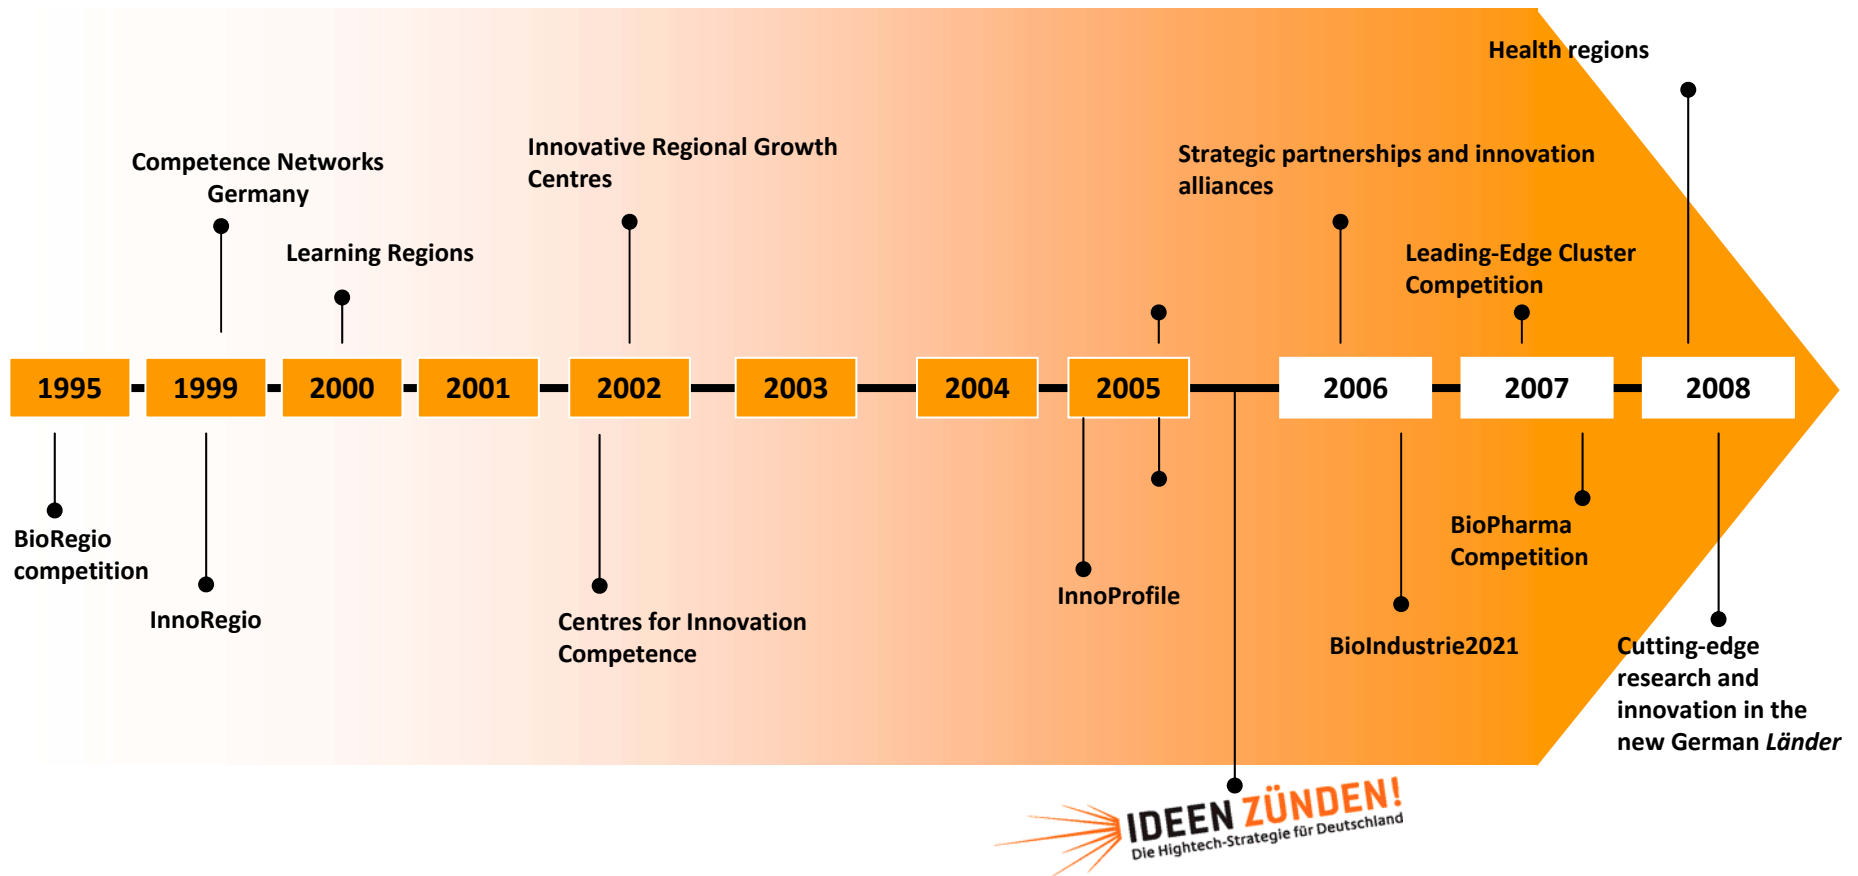 Health regions
Innovative Regional Growth
Centres
Competence Networks
Germany
Strategic partnerships and innovation
alliances
Learning Regions
Leading-Edge Cluster
Competition
1995
1999
2000
2001
2002
2003
2004
2005
2006
2007
2008
BioRegio
competition
InnoRegio
Centres for Innovation
Competence
InnoProfile
BioIndustrie2021
BioPharma
Competition
Cutting-edge
research and
innovation in the
new German Länder
IDEEN ZÜNDEN!
Die Hightech-Strategie für Deutschland